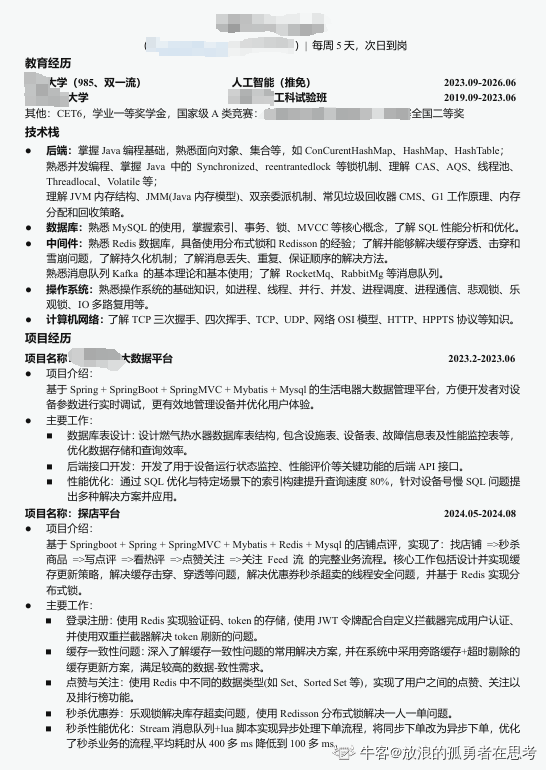 （ ）| 每周 5 天，次日到岗
教育经历
大学（985、双一流） 人工智能（推免） 2023.09-2026.06
大学 工科试验班 2019.09-2023.06
其他：CET6，学业一等奖学金，国家级 A 类竞赛： 全国二等奖
技术栈
● 后端：掌握 Java 编程基础，熟悉面向对象、集合等，如 ConCurentHashMap、HashMap、HashTable；
熟悉并发编程、掌握 Java 中的 Synchronized、reentrantedlock 等锁机制、理解 CAS、AQS、线程池、
Threadlocal、Volatile 等；
理解 JVM 内存结构、JMM(Java 内存模型)、双亲委派机制、常见垃圾回收器 CMS、G1 工作原理、内存
分配和回收策略。
● 数据库：熟悉 MySQL 的使用，掌握索引、事务、锁、MVCC 等核心概念，了解 SQL 性能分析和优化。
● 中间件：熟悉 Redis 数据库，具备使用分布式锁和 Redisson 的经验；了解并能够解决缓存穿透、击穿和
雪崩问题，了解持久化机制；了解消息丢失、重复、保证顺序的解决方法。
熟悉消息队列 Kafka 的基本理论和基本使用；了解 RocketMq、RabbitMg 等消息队列。
● 操作系统：熟悉操作系统的基础知识，如进程、线程、并行、并发、进程调度、进程通信、悲观锁、乐
观锁、IO 多路复用等。
● 计算机网络：了解 TCP 三次握手、四次挥手、TCP、UDP、网络 OSI 模型、HTTP、HPPTS 协议等知识。
项目经历
项目名称： 大数据平台 2023.2-2023.06
● 项目介绍：
基于 Spring + SpringBoot + SpringMVC + Mybatis + Mysql 的生活电器大数据管理平台，方便开发者对设
备参数进行实时调试，更有效地管理设备并优化用户体验。
● 主要工作：
■ 数据库表设计：设计燃气热水器数据库表结构，包含设施表、设备表、故障信息表及性能监控表等，
优化数据存储和查询效率。
■ 后端接口开发：开发了用于设备运行状态监控、性能评价等关键功能的后端 API 接口。
■ 性能优化：通过 SQL 优化与特定场景下的索引构建提升查询速度 80%，针对设备号慢 SQL 问题提
出多种解决方案并应用。
项目名称：探店平台 2024.05-2024.08
● 项目介绍：
基于 Springboot + Spring + SpringMVC + Mybatis + Redis + Mysql 的店铺点评，实现了：找店铺 =>秒杀
商品 =>写点评 =>看热评 =>点赞关注 =>关注 Feed 流 的完整业务流程。核心工作包括设计并实现缓
存更新策略，解决缓存击穿、穿透等问题，解决优惠券秒杀超卖的线程安全问题，并基于 Redis 实现分
布式锁。
● 主要工作：
■ 登录注册：使用 Redis 实现验证码、token 的存储，使用 JWT 令牌配合自定义拦截器完成用户认证、
并使用双重拦截器解决 token 刷新的问题。
■ 缓存一致性问题：深入了解缓存一致性问题的常用解决方案，并在系统中采用旁路缓存+超时剔除的
缓存更新方案，满足较高的数据-致性需求。
■ 点赞与关注：使用 Redis 中不同的数据类型(如 Set、Sorted Set 等)，实现了用户之间的点赞、关注以
及排行榜功能。
■ 秒杀优惠券：乐观锁解决库存超卖问题，使用 Redisson 分布式锁解决一人一单问题。
■ 秒杀性能优化：Stream 消息队列+lua 脚本实现异步处理下单流程，将同步下单改为异步下单，优化
了秒杀业务的流程,平均耗时从 400 多 ms 降低到 100 多 ms。
牛客@放浪的孤勇者在思考